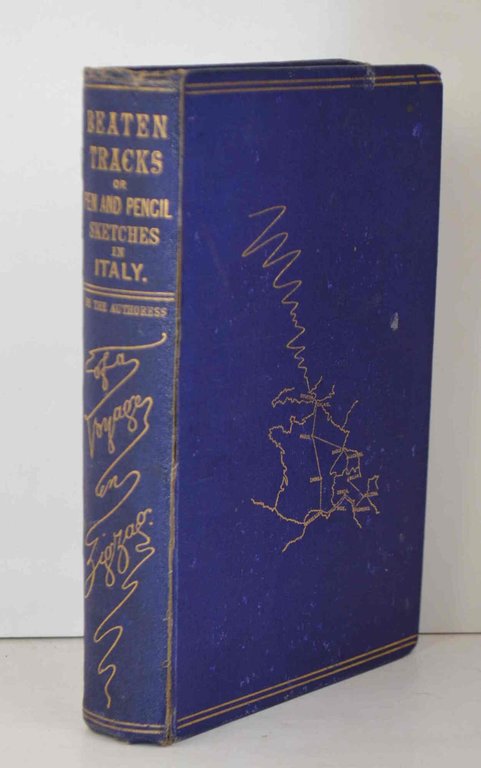 BEATEN
TRACKS
OR
PEN AND PENCIL
SKETCHES
IN
ITALY.
BY THE AUTHORESS
of a
Voyage
en
Zigzag.